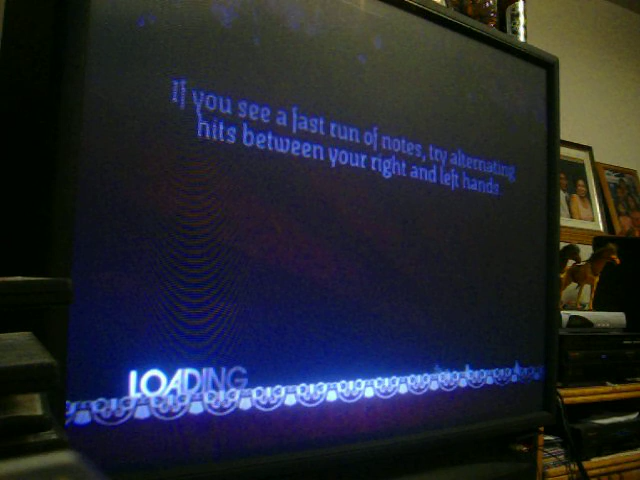 If you see a fast run of notes, try alternating
hits between your right and left hands.
LOADING